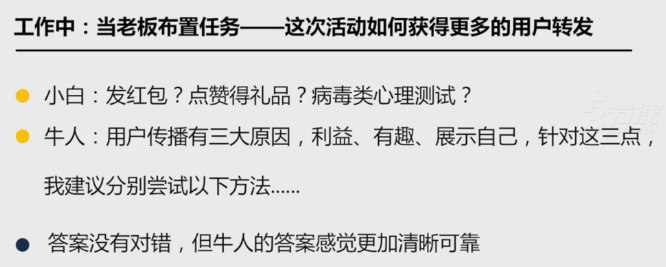 工作中：当老板布置任务——这次活动如何获得更多的用户转发
小白：发红包？点赞得礼品？病毒类心理测试？
牛人：用户传播有三大原因，利益、有趣、展示自己，针对这三点，
我建议分别尝试以下方法......
答案没有对错，但牛人的答案感觉更加清晰可靠